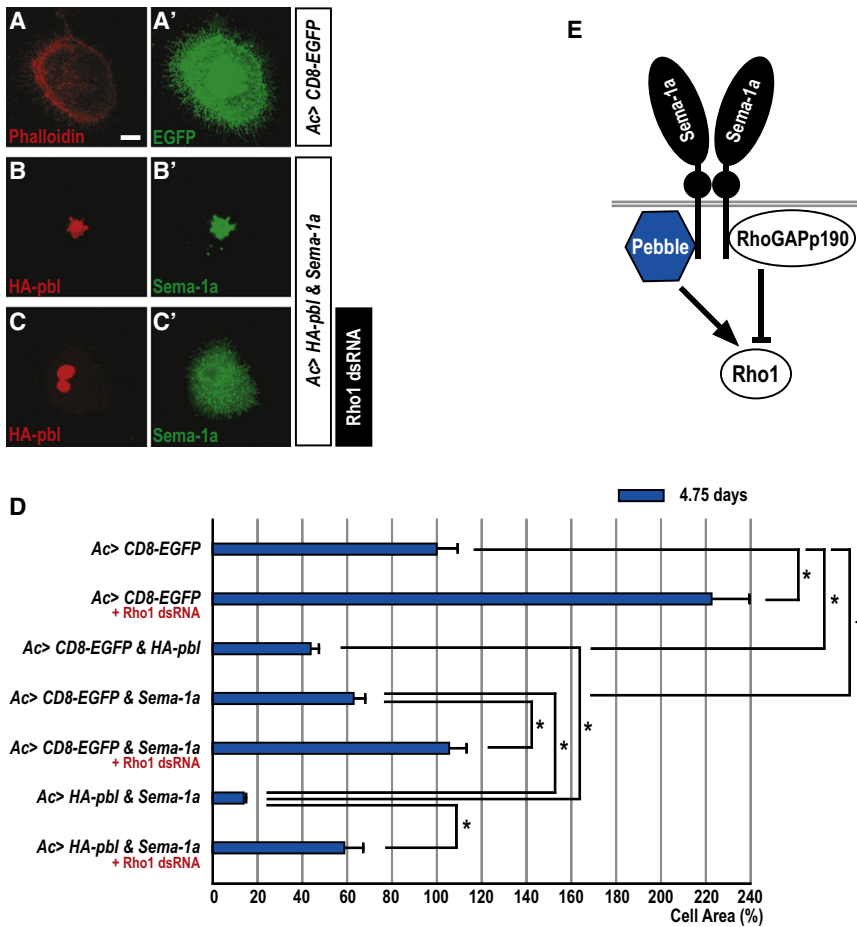 A
A'
Phalloidin
EGFP
Ac> CD8-EGFP
B
B'
HA-pbl
Sema-1a
C
C'
HA-pbl
Sema-1a
Ac> HA-pbl & Sema-1a
Rho1 dsRNA
E
Sema-1a
Sema-1a
Pebble
RhoGAPp190
Rho1
D
4.75 days
Ac> CD8-EGFP
Ac> CD8-EGFP
+ Rho1 dsRNA
Ac> CD8-EGFP & HA-pbl
Ac> CD8-EGFP & Sema-1a
Ac> CD8-EGFP & Sema-1a
+ Rho1 dsRNA
Ac> HA-pbl & Sema-1a
Ac> HA-pbl & Sema-1a
+ Rho1 dsRNA
*
*
*
*
*
*
0 20 40 60 80 100 120 140 160 180 200 220 240
Cell Area (%)